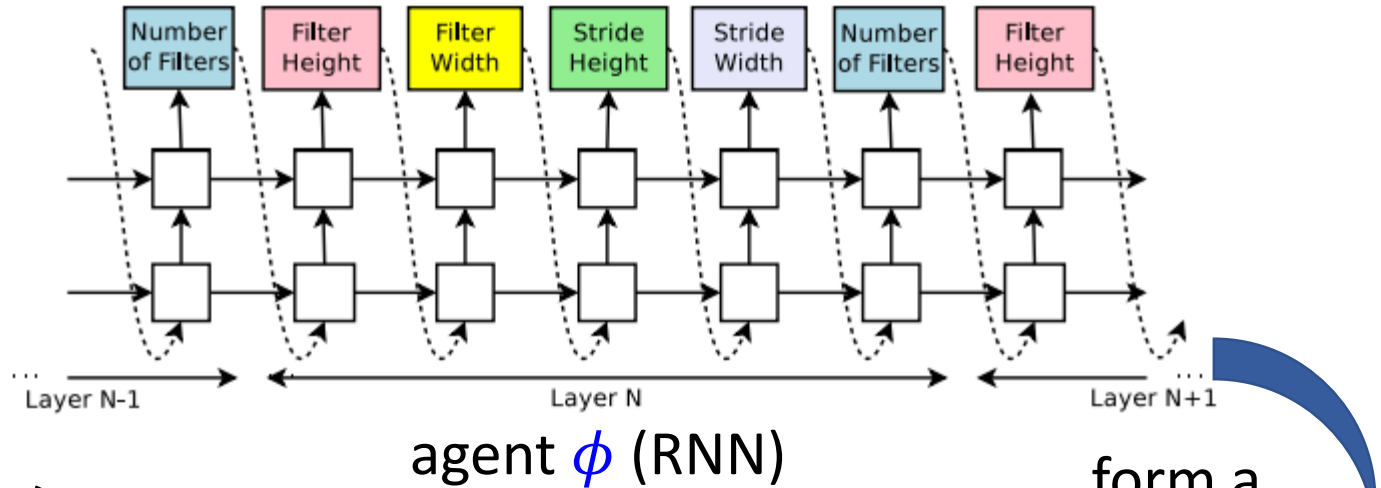 Number of Filters
Filter Height
Filter Width
Stride Height
Stride Width
Number of Filters
Filter Height
...
Layer N-1
Layer N
...
Layer N+1
agent ϕ (RNN)
form a